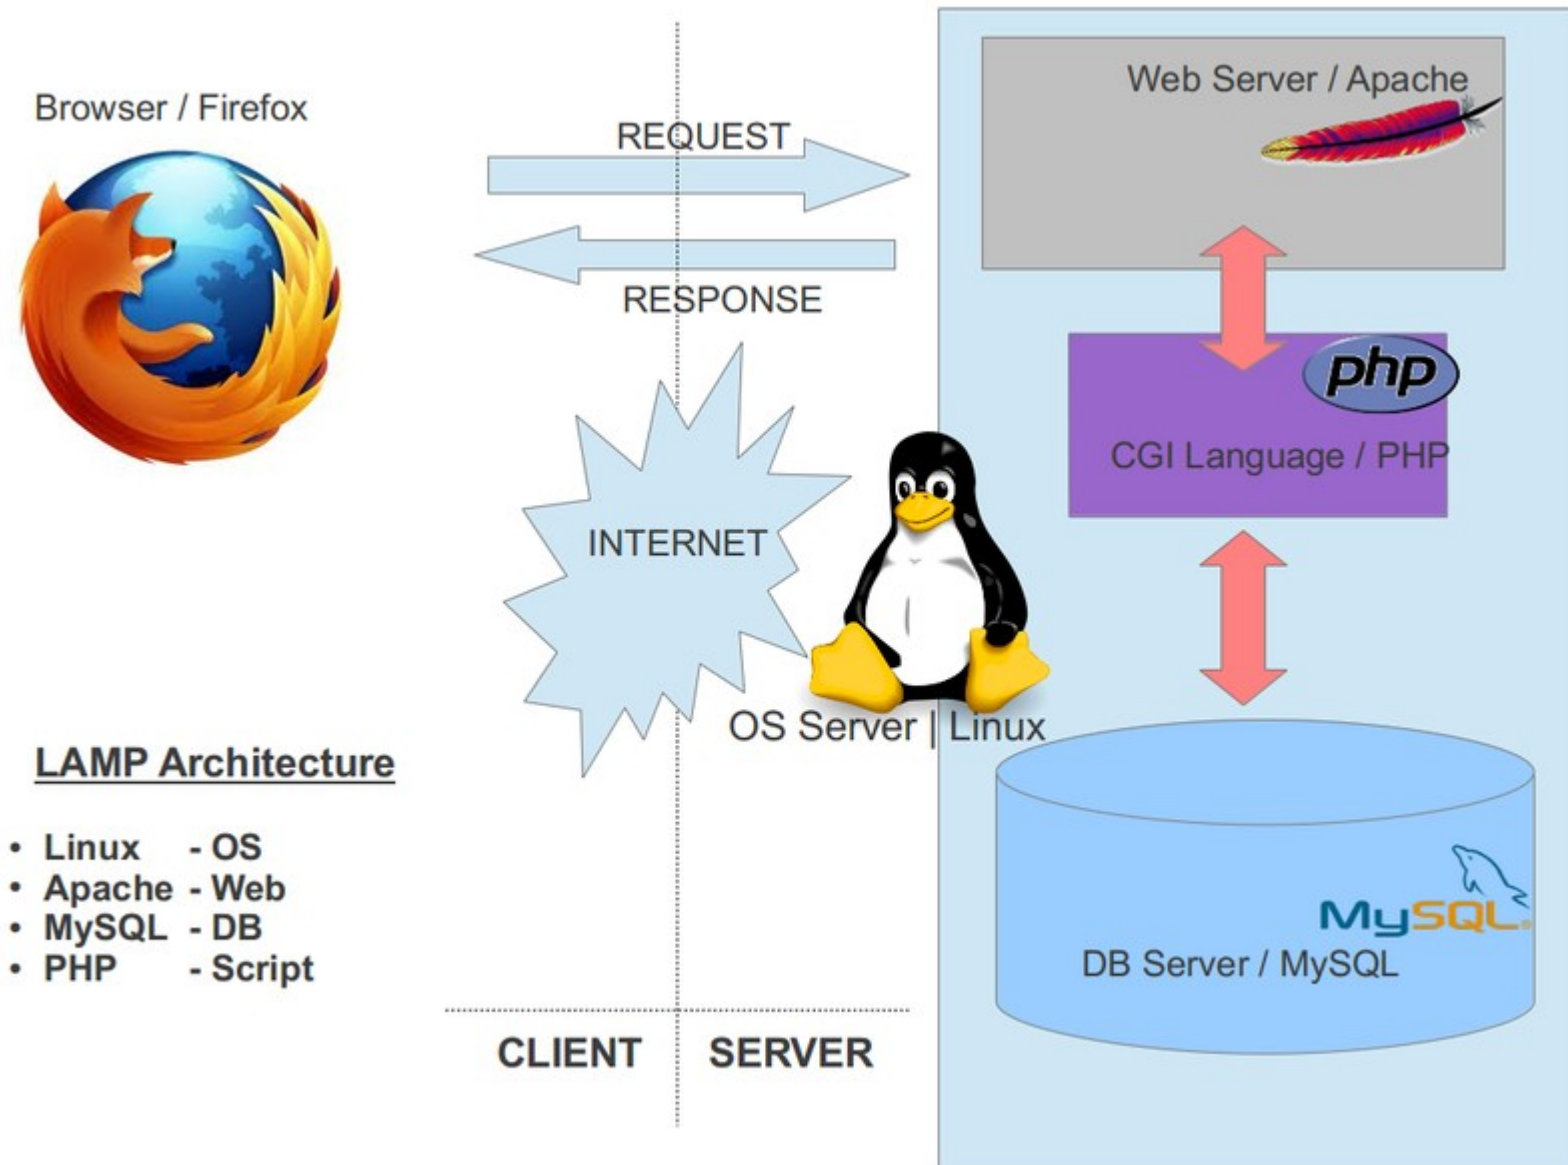 Browser / Firefox
REQUEST
RESPONSE
Web Server / Apache
php
CGI Language / PHP
INTERNET
OS Server | Linux
LAMP Architecture
• Linux - OS
• Apache - Web
• MySQL - DB
• PHP - Script
MySQL®
DB Server / MySQL
CLIENT
SERVER